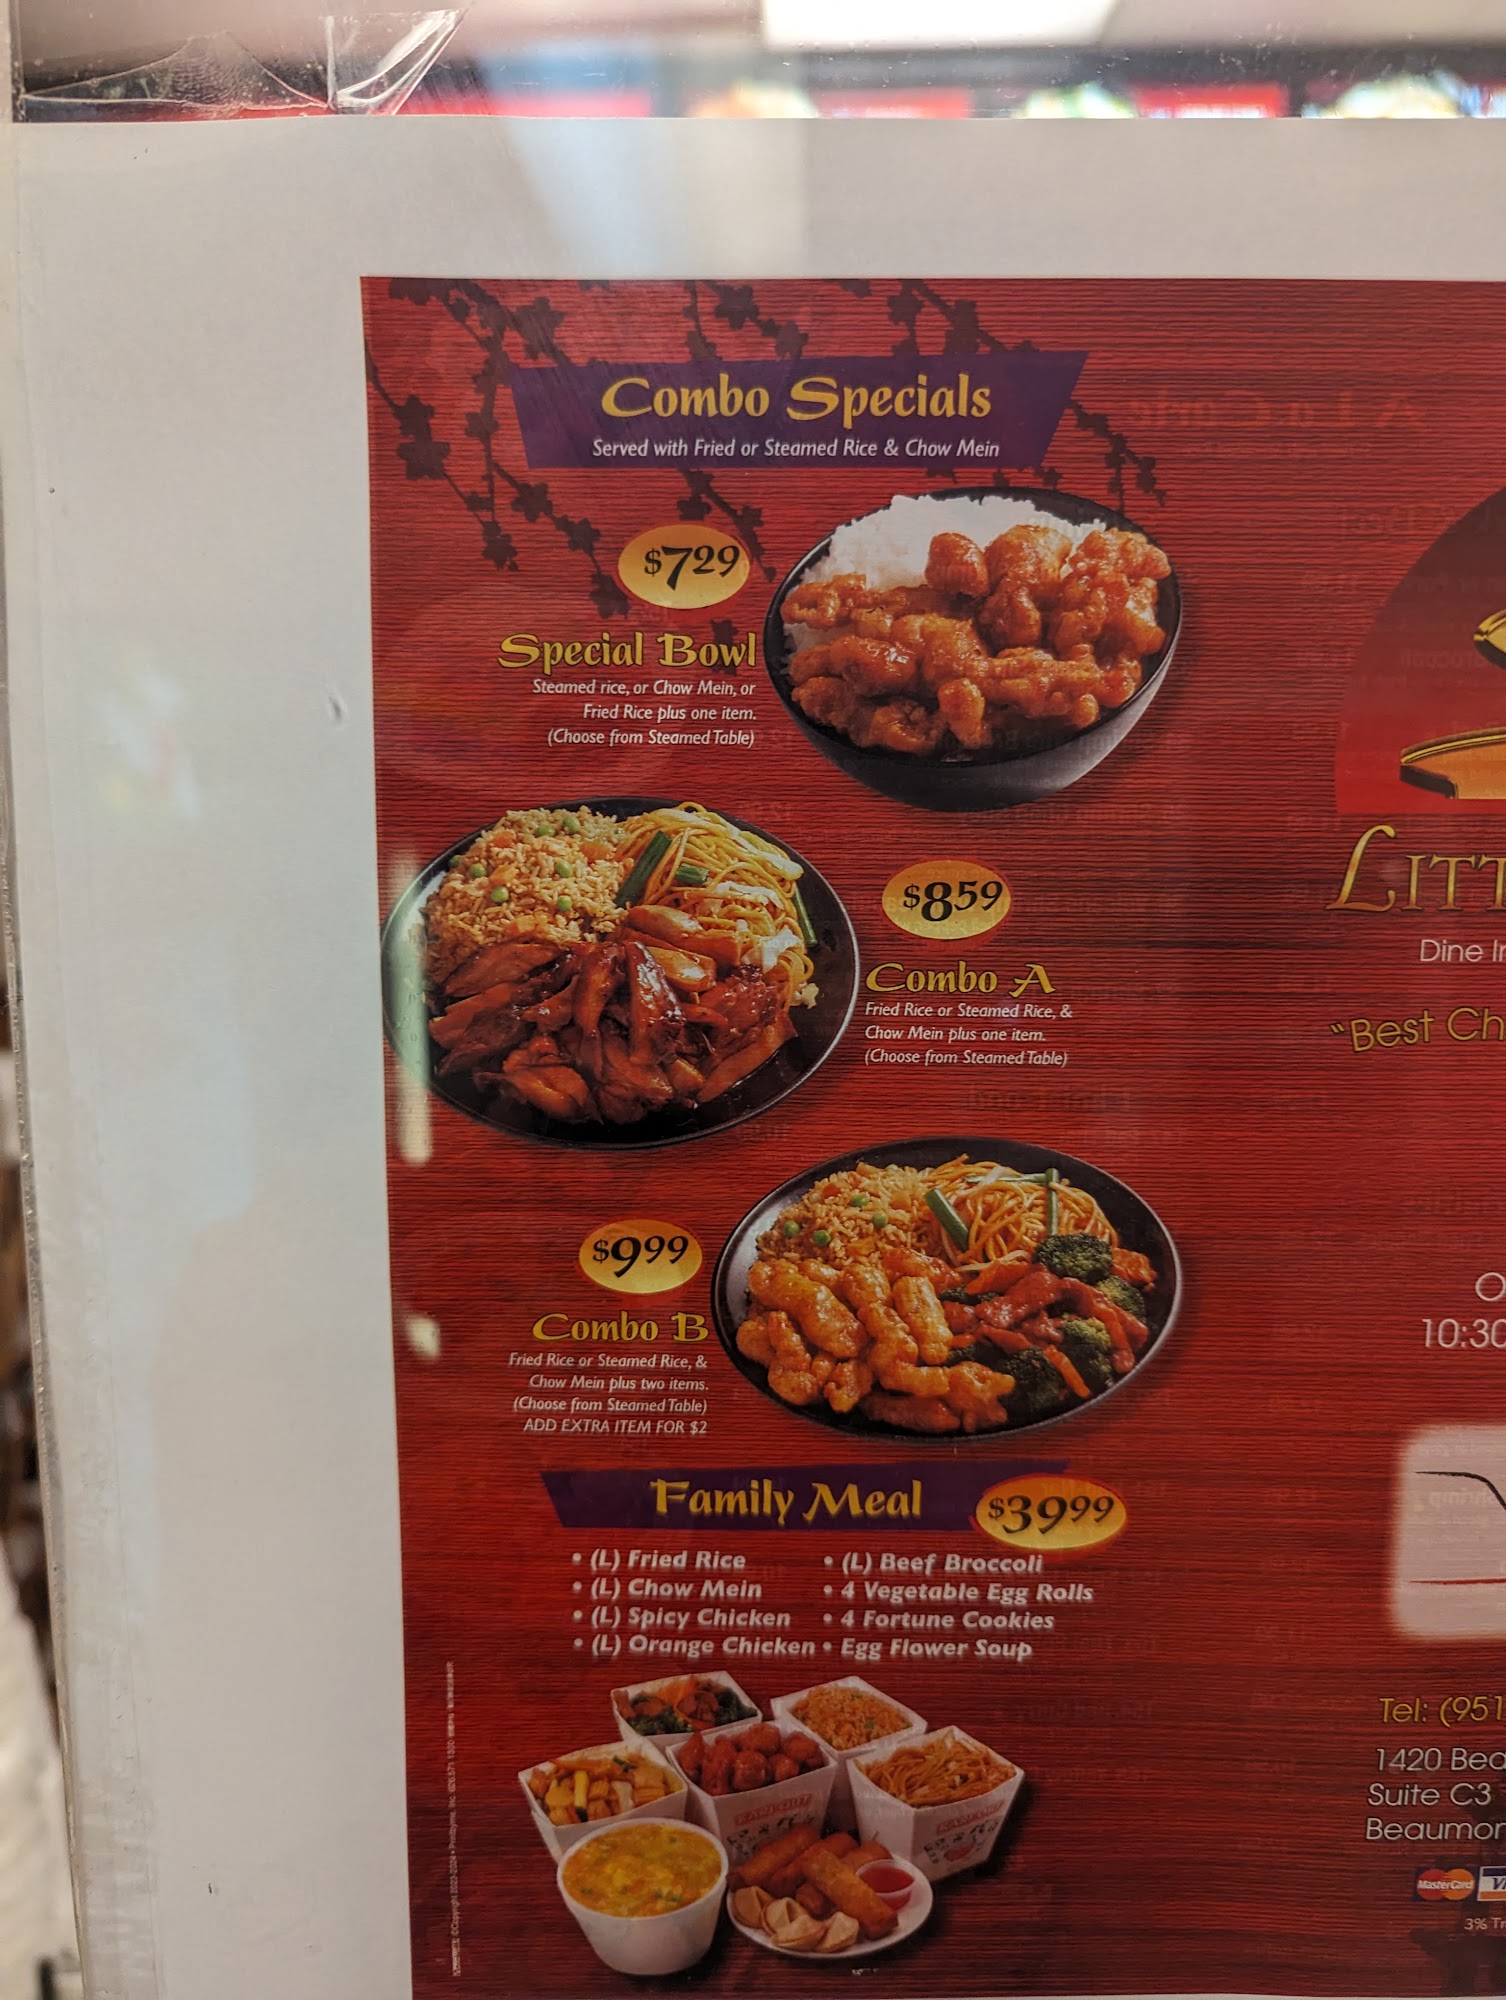 Combo Specials
Served with Fried or Steamed Rice & Chow Mein
$7.29
Special Bowl
Steamed rice, or Chow Mein, or
Fried Rice plus one item.
(Choose from Steamed Table)
$8.59
Combo A
Fried Rice or Steamed Rice, &
Chow Mein plus one item.
(Choose from Steamed Table)
$9.99
Combo B
Fried Rice or Steamed Rice, &
Chow Mein plus two items.
(Choose from Steamed Table)
ADD EXTRA ITEM FOR $2
Family Meal
$39.99
• (L) Fried Rice
• (L) Chow Mein
• (L) Spicy Chicken
• (L) Orange Chicken
• (L) Beef Broccoli
• 4 Vegetable Egg Rolls
• 4 Fortune Cookies
• Egg Flower Soup
LITT
Dine I
"Best Ch
O
10:30
Tel: (951
1420 Bea
Suite C3
Beaumon
MasterCard
3% Tr